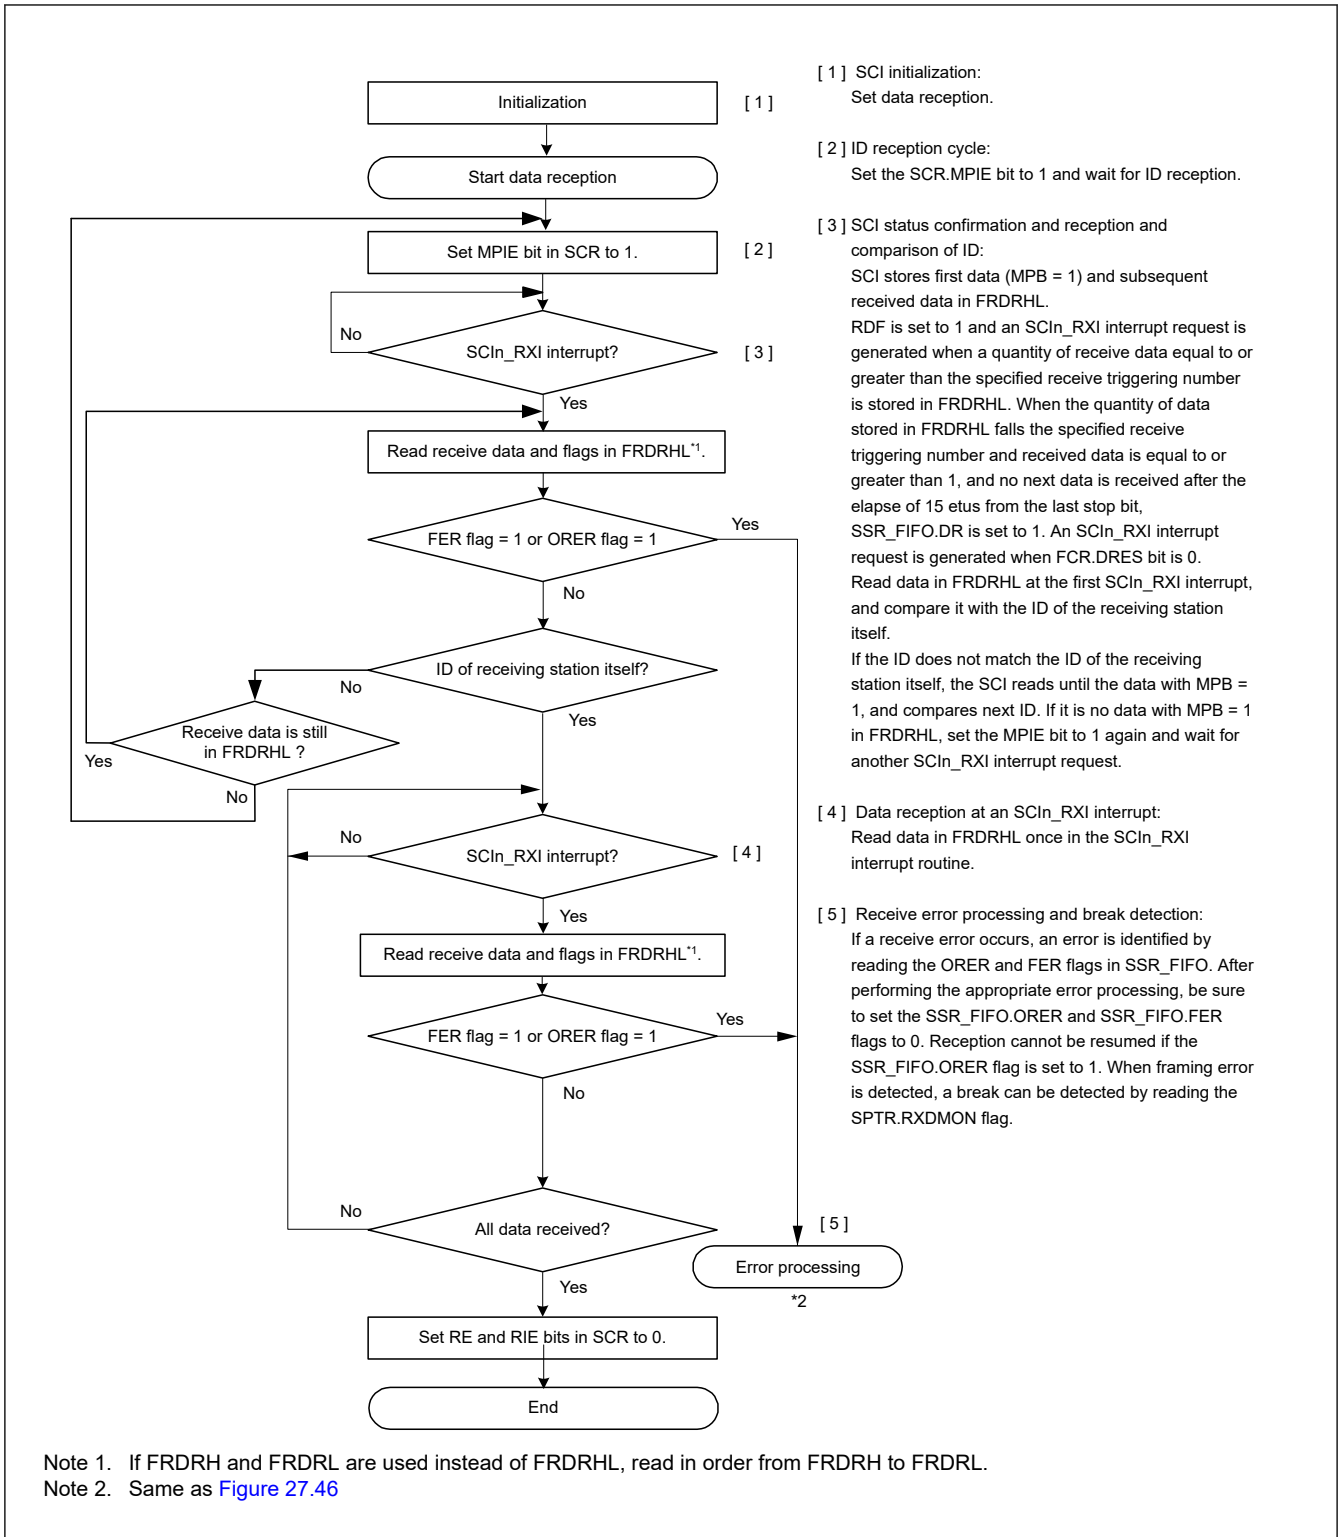 Initialization
[ 1 ]
Start data reception
Set MPIE bit in SCR to 1.
[ 2 ]
No
SCIn_RXI interrupt?
[ 3 ]
Yes
Read receive data and flags in FRDRHL*1.
FER flag = 1 or ORER flag = 1
Yes
No
ID of receiving station itself?
No
Yes
Receive data is still
in FRDRHL ?
Yes
No
No
SCIn_RXI interrupt?
[ 4 ]
Yes
Read receive data and flags in FRDRHL*1.
FER flag = 1 or ORER flag = 1
Yes
No
No
All data received?
Yes
[ 5 ]
Error processing
*2
Set RE and RIE bits in SCR to 0.
End
[ 1 ] SCI initialization:
Set data reception.
[ 2 ] ID reception cycle:
Set the SCR.MPIE bit to 1 and wait for ID reception.
[ 3 ] SCI status confirmation and reception and
comparison of ID:
SCI stores first data (MPB = 1) and subsequent
received data in FRDRHL.
RDF is set to 1 and an SCIn_RXI interrupt request is
generated when a quantity of receive data equal to or
greater than the specified receive triggering number
is stored in FRDRHL. When the quantity of data
stored in FRDRHL falls the specified receive
triggering number and received data is equal to or
greater than 1, and no next data is received after the
elapse of 15 etus from the last stop bit,
SSR_FIFO.DR is set to 1. An SCIn_RXI interrupt
request is generated when FCR.DRES bit is 0.
Read data in FRDRHL at the first SCIn_RXI interrupt,
and compare it with the ID of the receiving station
itself.
If the ID does not match the ID of the receiving
station itself, the SCI reads until the data with MPB =
1, and compares next ID. If it is no data with MPB = 1
in FRDRHL, set the MPIE bit to 1 again and wait for
another SCIn_RXI interrupt request.
[ 4 ] Data reception at an SCIn_RXI interrupt:
Read data in FRDRHL once in the SCIn_RXI
interrupt routine.
[ 5 ] Receive error processing and break detection:
If a receive error occurs, an error is identified by
reading the ORER and FER flags in SSR_FIFO. After
performing the appropriate error processing, be sure
to set the SSR_FIFO.ORER and SSR_FIFO.FER
flags to 0. Reception cannot be resumed if the
SSR_FIFO.ORER flag is set to 1. When framing error
is detected, a break can be detected by reading the
SPTR.RXDMON flag.
Note 1. If FRDRH and FRDRL are used instead of FRDRHL, read in order from FRDRH to FRDRL.
Note 2. Same as Figure 27.46